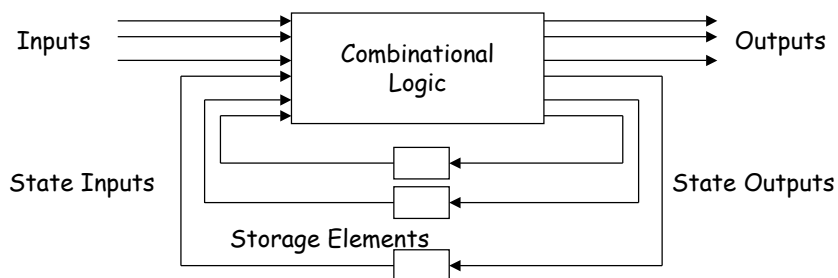 Inputs
Combinational
Logic
Outputs
State Inputs
State Outputs
Storage Elements